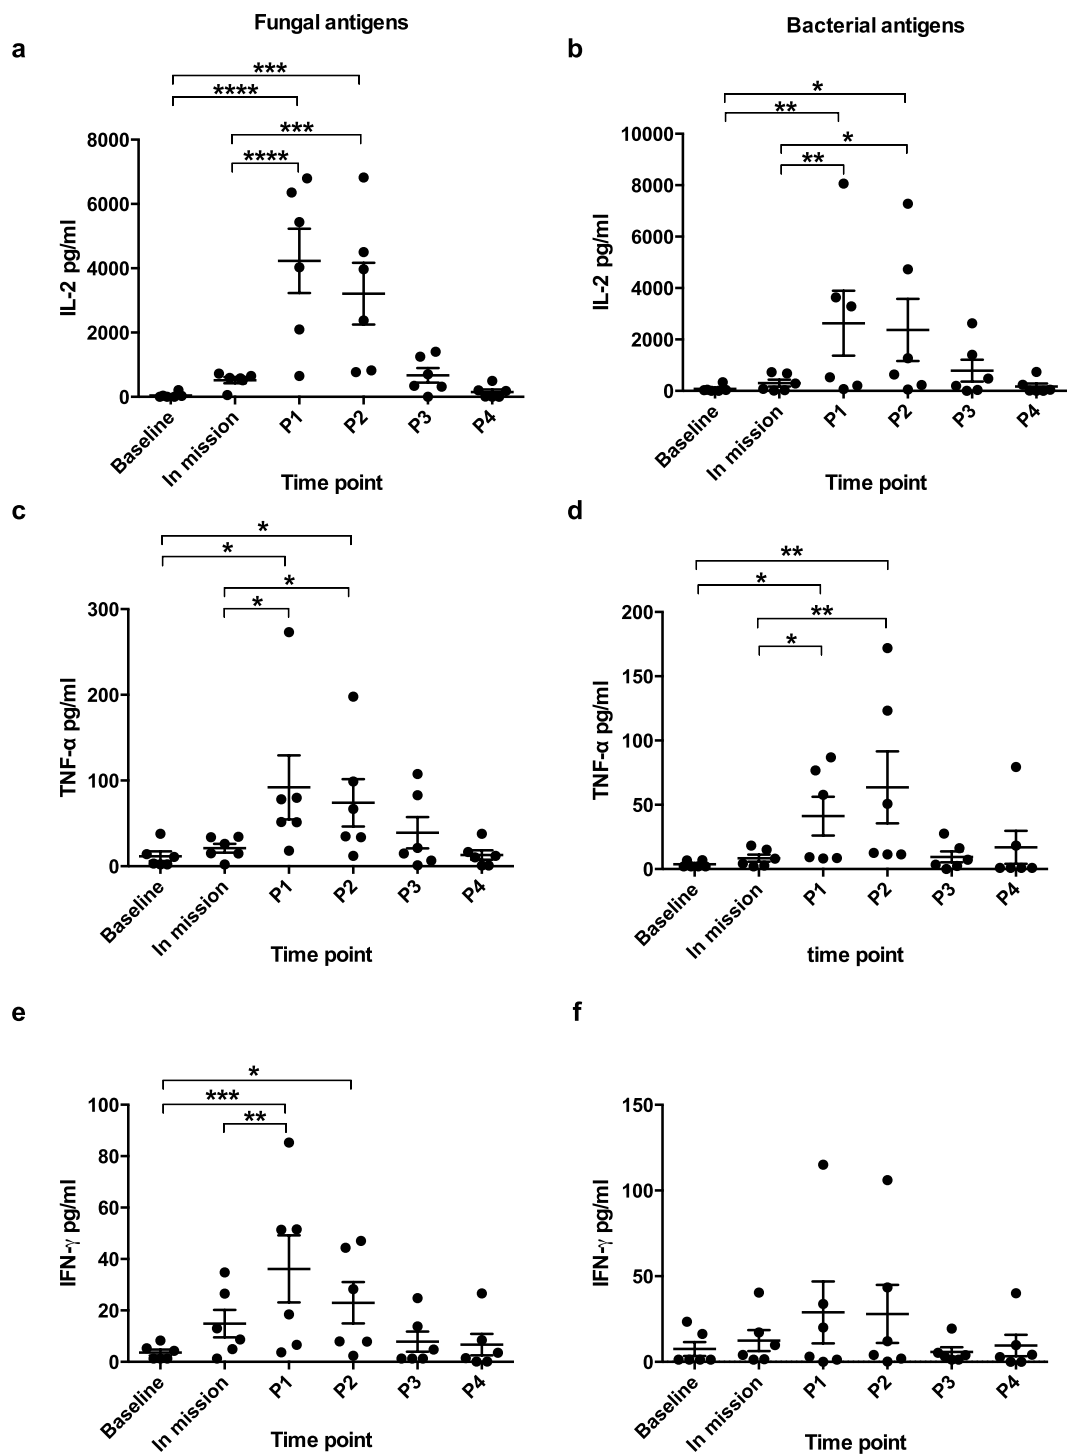 Fungal antigens
Bacterial antigens
a
***
****
***
****
8000
6000
4000
2000
0
IL-2 pg/ml
Baseline
In mission
P1
P2
P3
P4
Time point
b
*
**
*
**
10000
8000
6000
4000
2000
0
IL-2 pg/ml
Baseline
In mission
P1
P2
P3
P4
Time point
c
*
*
*
*
300
200
100
0
TNF-α pg/ml
Baseline
In mission
P1
P2
P3
P4
Time point
d
**
*
**
*
200
150
100
50
0
TNF-α pg/ml
Baseline
In mission
P1
P2
P3
P4
time point
e
*
***
**
100
80
60
40
20
0
IFN-γ pg/ml
Baseline
In mission
P1
P2
P3
P4
Time point
f
150
100
50
0
IFN-γ pg/ml
Baseline
In mission
P1
P2
P3
P4
Time point